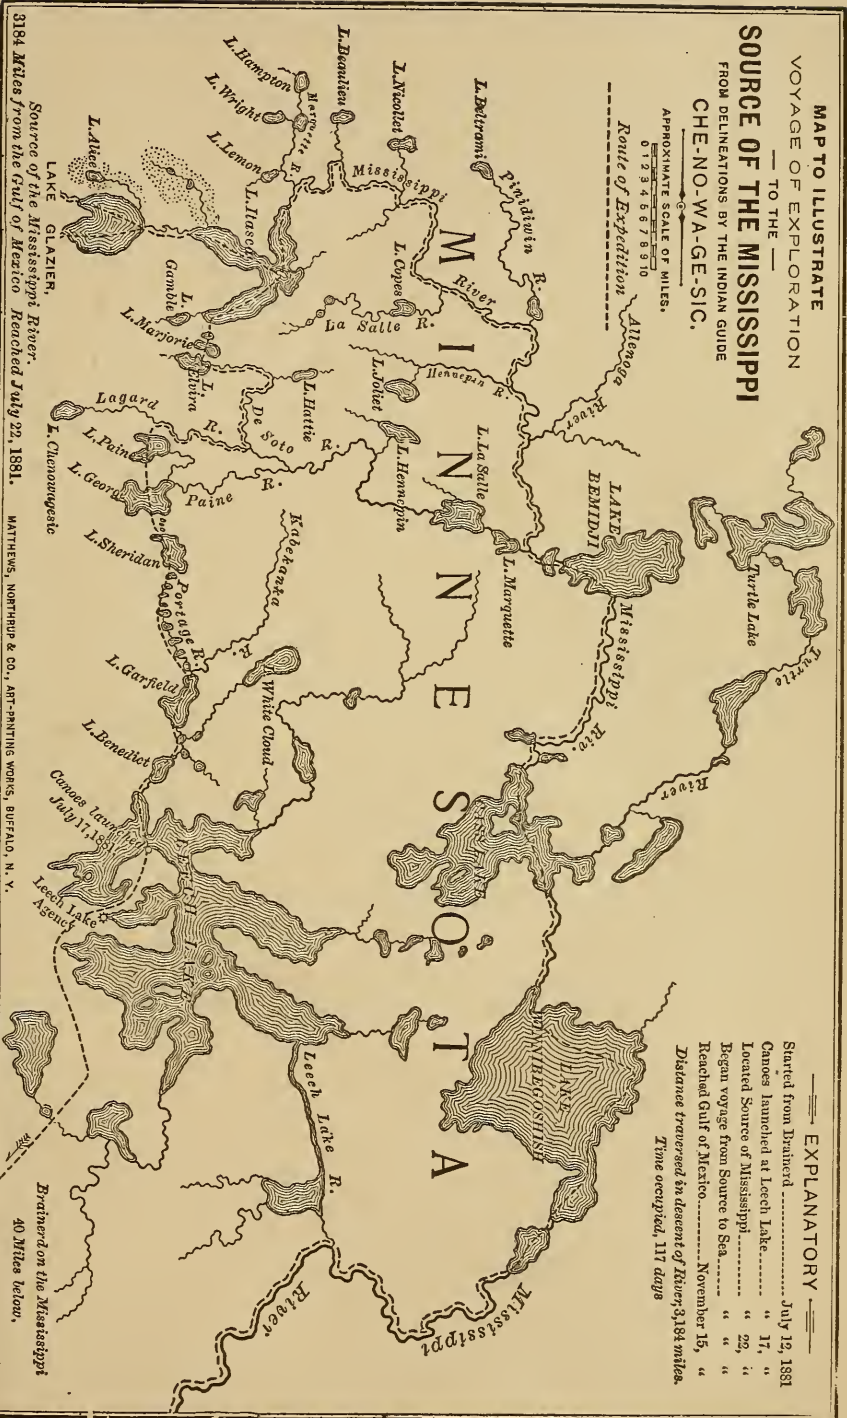 MAP TO ILLUSTRATE
VOYAGE OF EXPLORATION
— TO THE —
SOURCE OF THE MISSISSIPPI
FROM DELINEATIONS BY THE INDIAN GUIDE
CHE-NO-WA-GE-SIC.
APPROXIMATE SCALE OF MILES.
0 1 2 3 4 5 6 7 8 9 10
Route of Expedition
EXPLANATORY
Started from Brainerd July 12, 1881
Canoes launched at Leech Lake " 17, "
Located Source of Mississippi " 22, "
Began voyage from Source to Sea " " "
Reached Gulf of Mexico November 15, "
Distance traversed in descent of River, 3,184 miles.
Time occupied, 117 days
MINNESOTA
Turtle Lake
Turtle
River
Allenoga
River
L. Beltrami
Pinidiwin R.
L. Nicollet
L. Beaulieu
L. Hampton
Marquette
R.
L. Wright
L. Lemon
L. Itasca
Mississippi
River
L. Copes
La Salle R.
Hennepin R.
L. Joliet
L. Hennepin
L. La Salle
L. Marquette
LAKE
BEMIDJI
Mississippi
Riv.
LAKE
WINNIBEGOSHISH
Mississippi
River
L. Alice
LAKE GLAZIER,
Source of the Mississippi River.
3184 Miles from the Gulf of Mexico Reached July 22, 1881.
L.
Gamble
L. Marjorie
L.
Elvira
L. Hattie
De Soto
R.
Lagard
R.
L. Chenowagesic
L. Paine
L. George
Paine
R.
L. Sheridan
Portage R.
Kabekanka
R.
L. Garfield
L. Benedict
White Cloud
Canoes launched
July 17, 1881
LEECH LAKE
Leech Lake
Agency
Leech Lake R.
Brainerd on the Mississippi
40 Miles below.
MATTHEWS, NORTHRUP & CO., ART-PRINTING WORKS, BUFFALO, N. Y.